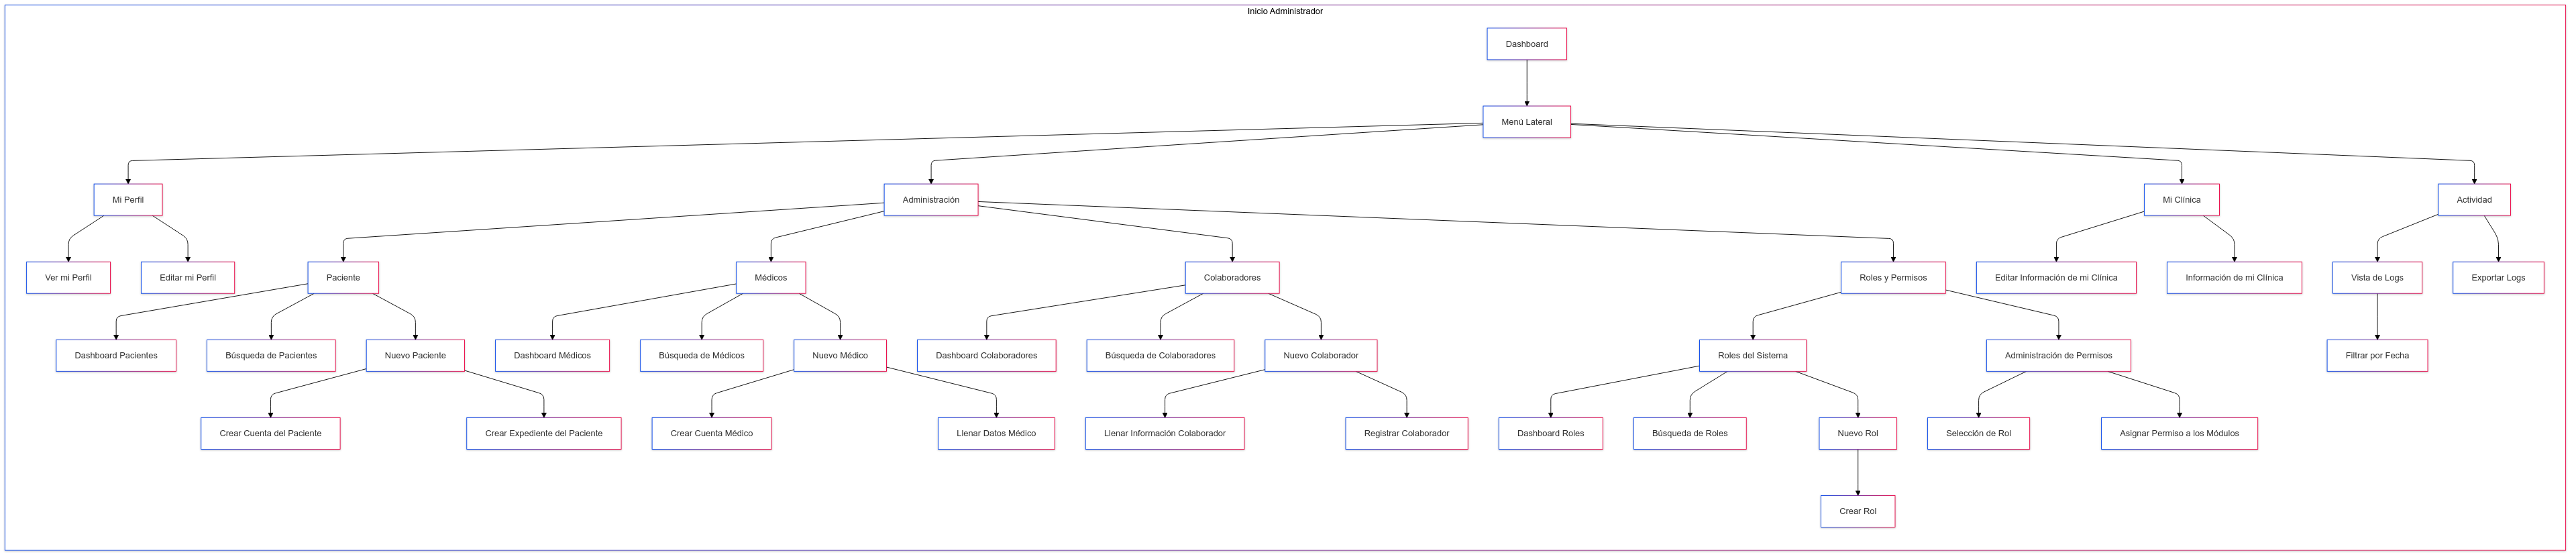 Inicio Administrador
Dashboard
Menú Lateral
Mi Perfil
Administración
Mi Clínica
Actividad
Ver mi Perfil
Editar mi Perfil
Paciente
Médicos
Colaboradores
Roles y Permisos
Editar Información de mi Clínica
Información de mi Clínica
Vista de Logs
Exportar Logs
Dashboard Pacientes
Búsqueda de Pacientes
Nuevo Paciente
Dashboard Médicos
Búsqueda de Médicos
Nuevo Médico
Dashboard Colaboradores
Búsqueda de Colaboradores
Nuevo Colaborador
Roles del Sistema
Administración de Permisos
Filtrar por Fecha
Crear Cuenta del Paciente
Crear Expediente del Paciente
Crear Cuenta Médico
Llenar Datos Médico
Llenar Información Colaborador
Registrar Colaborador
Dashboard Roles
Búsqueda de Roles
Nuevo Rol
Selección de Rol
Asignar Permiso a los Módulos
Crear Rol